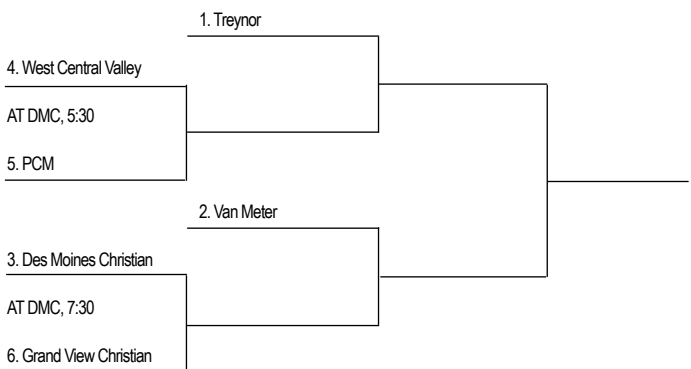 1. Treynor
4. West Central Valley
AT DMC, 5:30
5. PCM
2. Van Meter
3. Des Moines Christian
AT DMC, 7:30
6. Grand View Christian